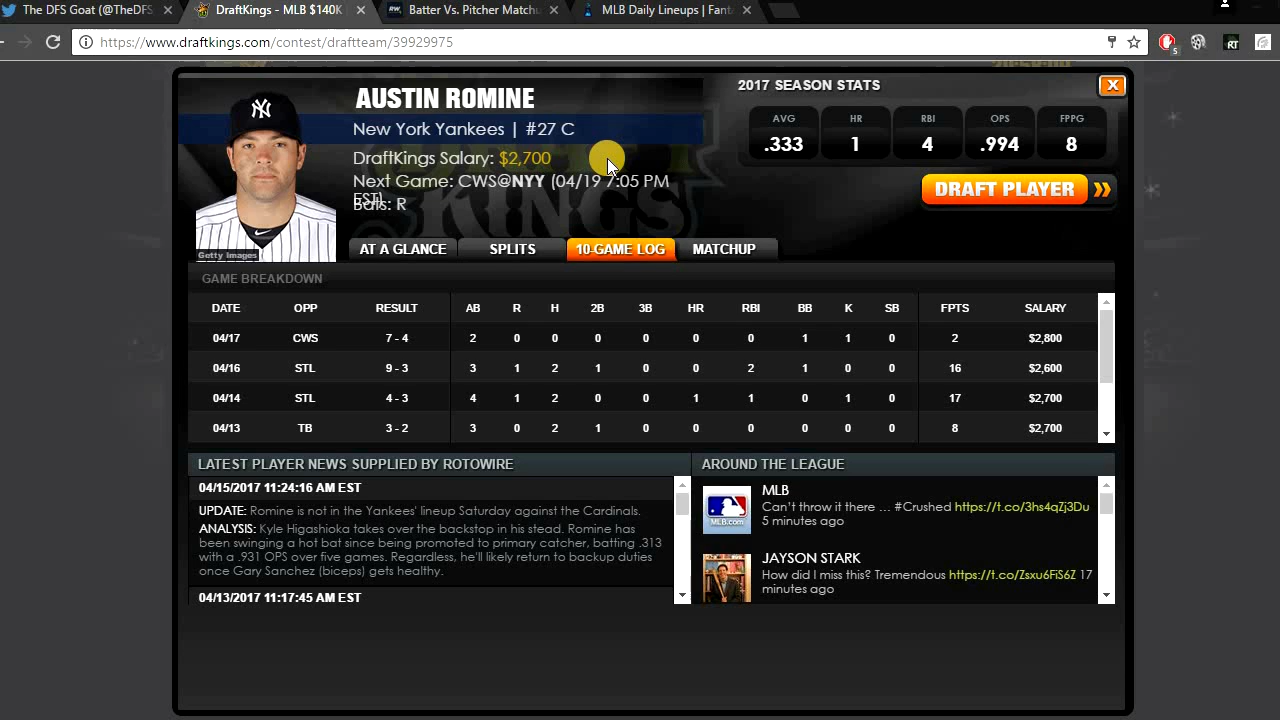 The DFS Goat (@TheDFS
DraftKings - MLB $140K
Batter Vs. Pitcher Matchu
MLB Daily Lineups | Fanta
https://www.draftkings.com/contest/draftteam/39929975
5
RT
AUSTIN ROMINE
New York Yankees | #27 C
DraftKings Salary: $2,700
Next Game: CWS@NYY (04/19 7:05 PM
EST)
Bats: R
Getty Images
2017 SEASON STATS
X
AVG HR RBI OPS FPPG
.333 1 4 .994 8
DRAFT PLAYER
AT A GLANCE SPLITS 10-GAME LOG MATCHUP
GAME BREAKDOWN
DATE OPP RESULT AB R H 2B 3B HR RBI BB K SB FPTS SALARY
04/17 CWS 7 - 4 2 0 0 0 0 0 0 1 1 0 2 $2,800
04/16 STL 9 - 3 3 1 2 1 0 0 2 1 0 0 16 $2,600
04/14 STL 4 - 3 4 1 2 0 0 1 1 0 1 0 17 $2,700
04/13 TB 3 - 2 3 0 2 1 0 0 0 0 0 0 8 $2,700
LATEST PLAYER NEWS SUPPLIED BY ROTOWIRE
04/15/2017 11:24:16 AM EST
UPDATE: Romine is not in the Yankees' lineup Saturday against the Cardinals.
ANALYSIS: Kyle Higashioka takes over the backstop in his stead. Romine has
been swinging a hot bat since being promoted to primary catcher, batting .313
with a .931 OPS over five games. Regardless, he'll likely return to backup duties
once Gary Sanchez (biceps) gets healthy.
04/13/2017 11:17:45 AM EST
AROUND THE LEAGUE
MLB
Can't throw it there ... #Crushed https://t.co/3hs4qZj3Du
5 minutes ago
MLB.com
JAYSON STARK
How did I miss this? Tremendous https://t.co/Zsxu6FiS6Z 17
minutes ago